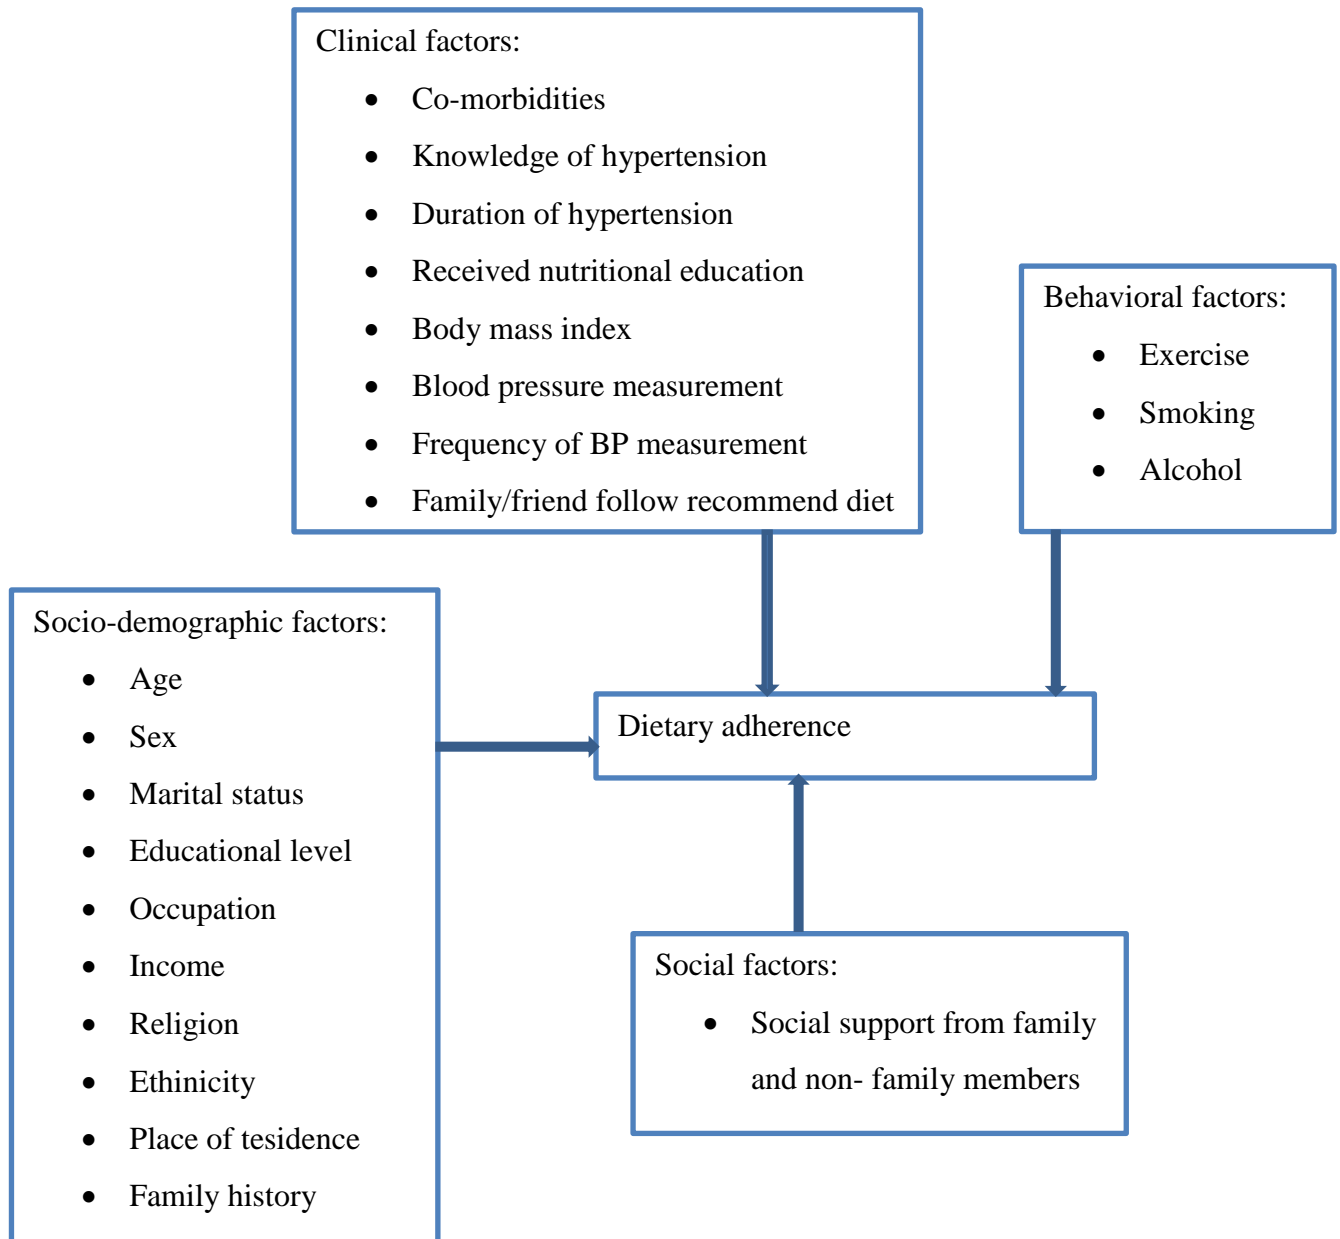 Clinical factors:
• Co-morbidities
• Knowledge of hypertension
• Duration of hypertension
• Received nutritional education
• Body mass index
• Blood pressure measurement
• Frequency of BP measurement
• Family/friend follow recommend diet
Behavioral factors:
• Exercise
• Smoking
• Alcohol
Socio-demographic factors:
• Age
• Sex
• Marital status
• Educational level
• Occupation
• Income
• Religion
• Ethinicity
• Place of tesidence
• Family history
Dietary adherence
Social factors:
• Social support from family
and non- family members